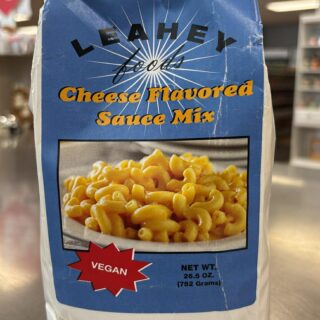 LEAHEY
foods
Cheese Flavored
Sauce Mix
VEGAN
NET WT.
26.5 OZ.
(752 Grams)